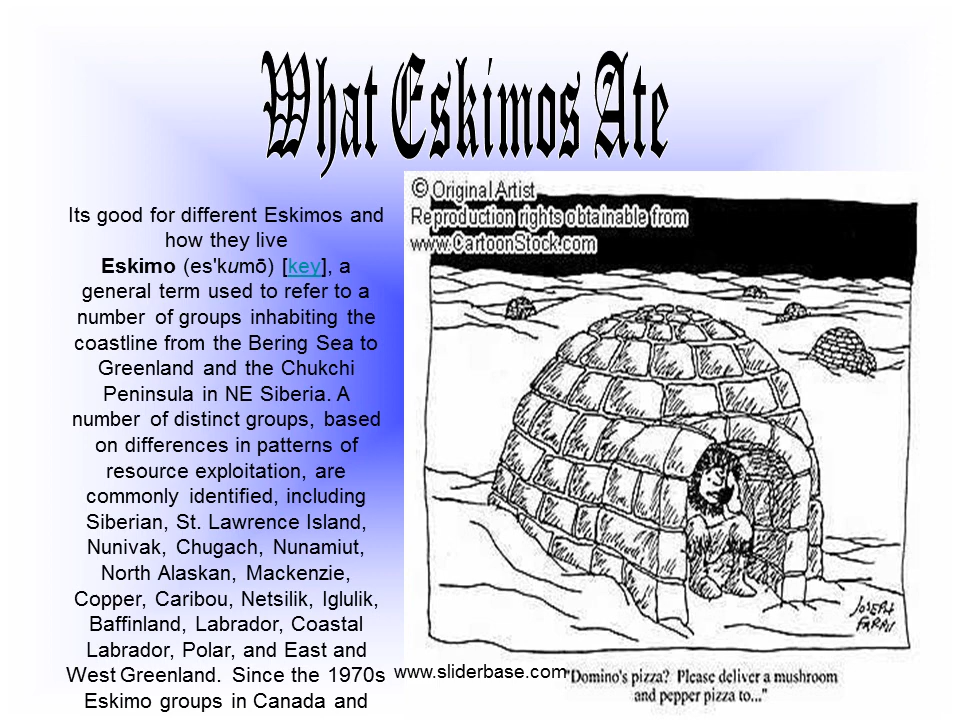 What Eskimos Ate
Its good for different Eskimos and
how they live
Eskimo (es'kumō) [key], a
general term used to refer to a
number of groups inhabiting the
coastline from the Bering Sea to
Greenland and the Chukchi
Peninsula in NE Siberia. A
number of distinct groups, based
on differences in patterns of
resource exploitation, are
commonly identified, including
Siberian, St. Lawrence Island,
Nunivak, Chugach, Nunamiut,
North Alaskan, Mackenzie,
Copper, Caribou, Netsilik, Iglulik,
Baffinland, Labrador, Coastal
Labrador, Polar, and East and
West Greenland. Since the 1970s
Eskimo groups in Canada and
© Original Artist
Reproduction rights obtainable from
www.CartoonStock.com
JOSEPH
FARRIS
www.sliderbase.com
"Domino's pizza? Please deliver a mushroom
and pepper pizza to..."